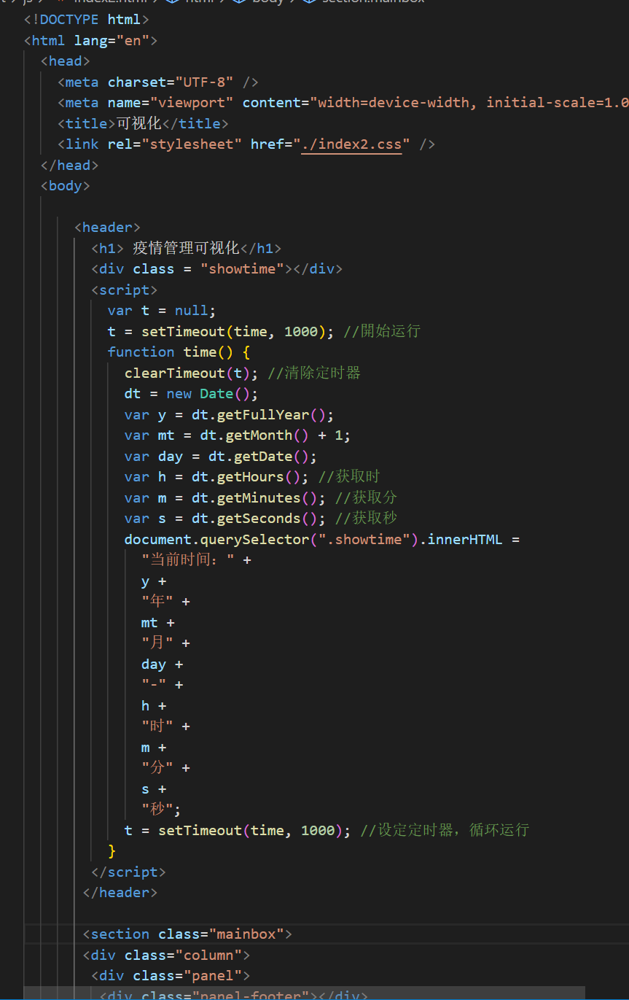 index2.html > html > body > section.mainbox
<!DOCTYPE html>
<html lang="en">
<head>
<meta charset="UTF-8" />
<meta name="viewport" content="width=device-width, initial-scale=1.0
<title>可视化</title>
<link rel="stylesheet" href="./index2.css" />
</head>
<body>
<header>
<h1> 疫情管理可视化</h1>
<div class = "showtime"></div>
<script>
var t = null;
t = setTimeout(time, 1000); //開始运行
function time() {
clearTimeout(t); //清除定时器
dt = new Date();
var y = dt.getFullYear();
var mt = dt.getMonth() + 1;
var day = dt.getDate();
var h = dt.getHours(); //获取时
var m = dt.getMinutes(); //获取分
var s = dt.getSeconds(); //获取秒
document.querySelector(".showtime").innerHTML =
"当前时间：" +
y +
"年" +
mt +
"月" +
day +
"-" +
h +
"时" +
m +
"分" +
s +
"秒";
t = setTimeout(time, 1000); //设定定时器，循环运行
}
</script>
</header>
<section class="mainbox">
<div class="column">
<div class="panel">
<div class="panel-footer"></div>